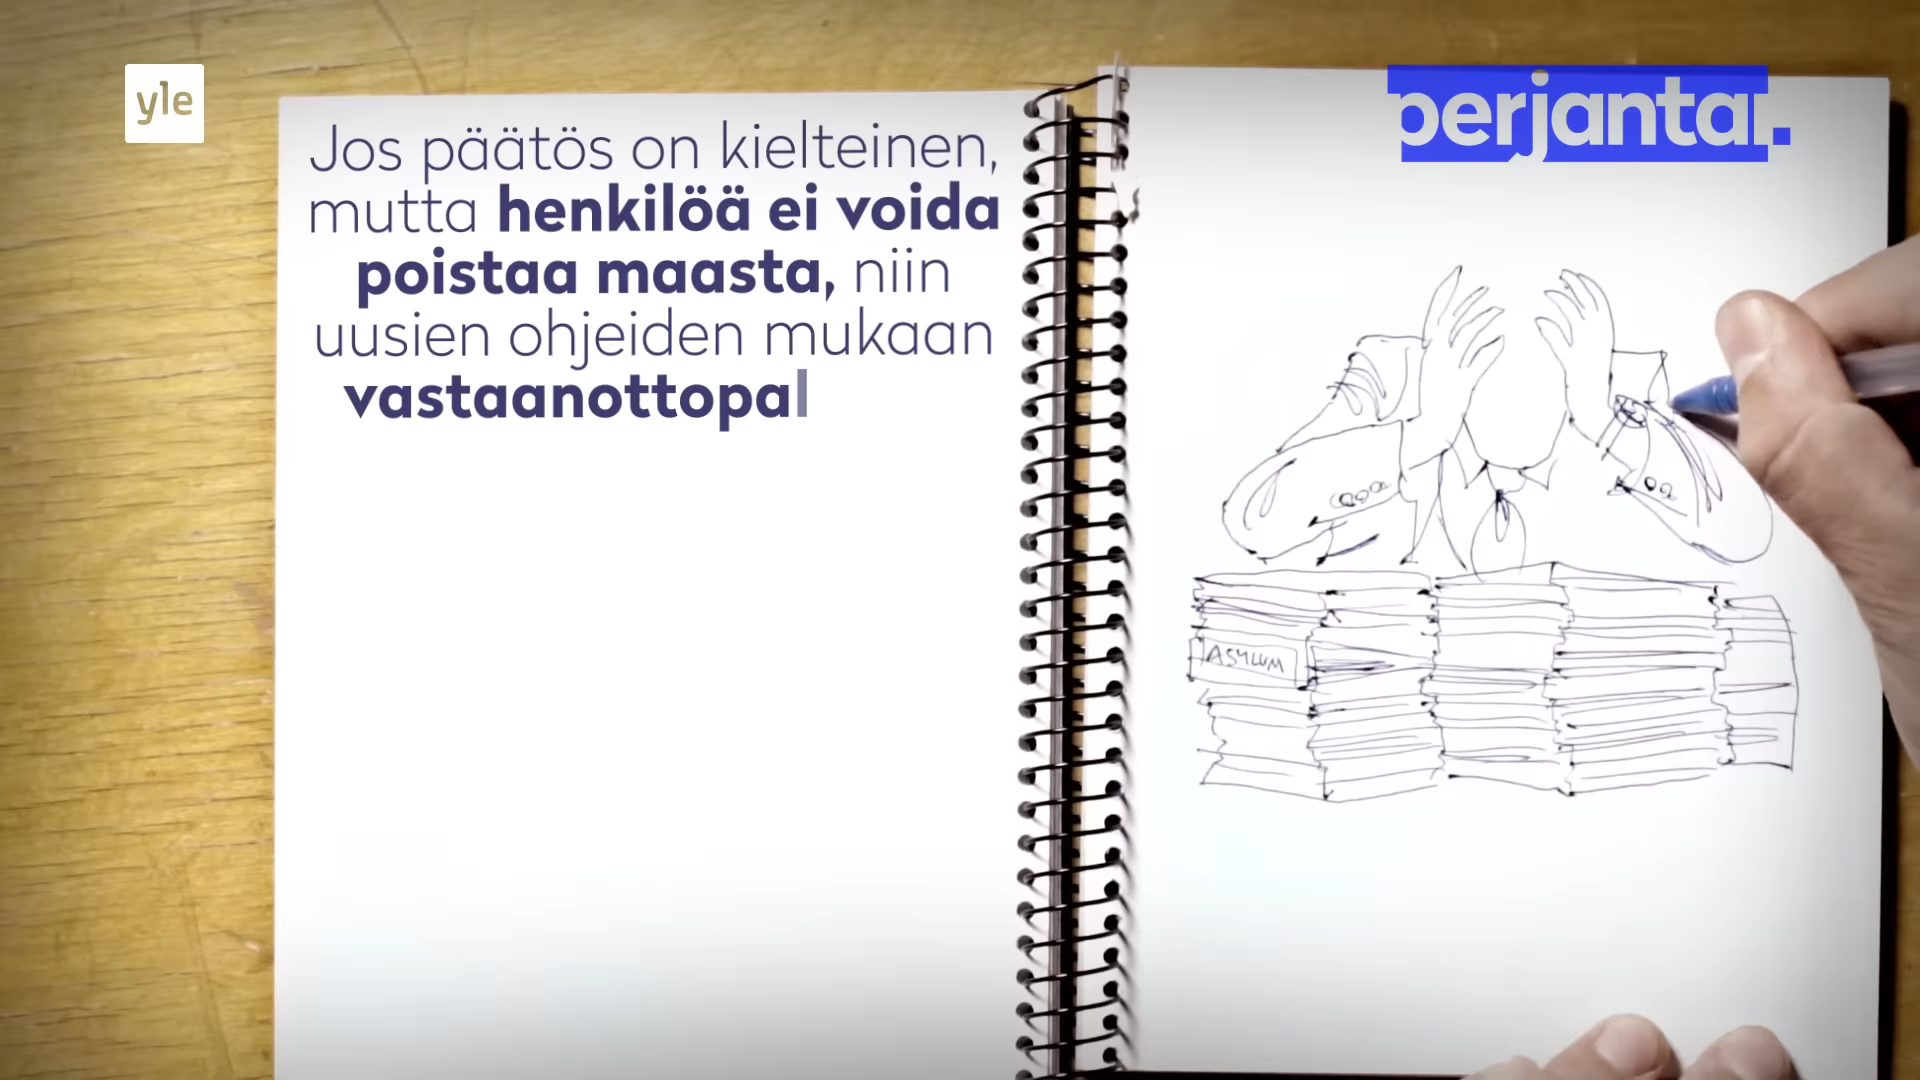 yle
perjantai.
Jos päätös on kielteinen,
mutta henkilöä ei voida
poistaa maasta, niin
uusien ohjeiden mukaan
vastaanottopal
ASYLUM